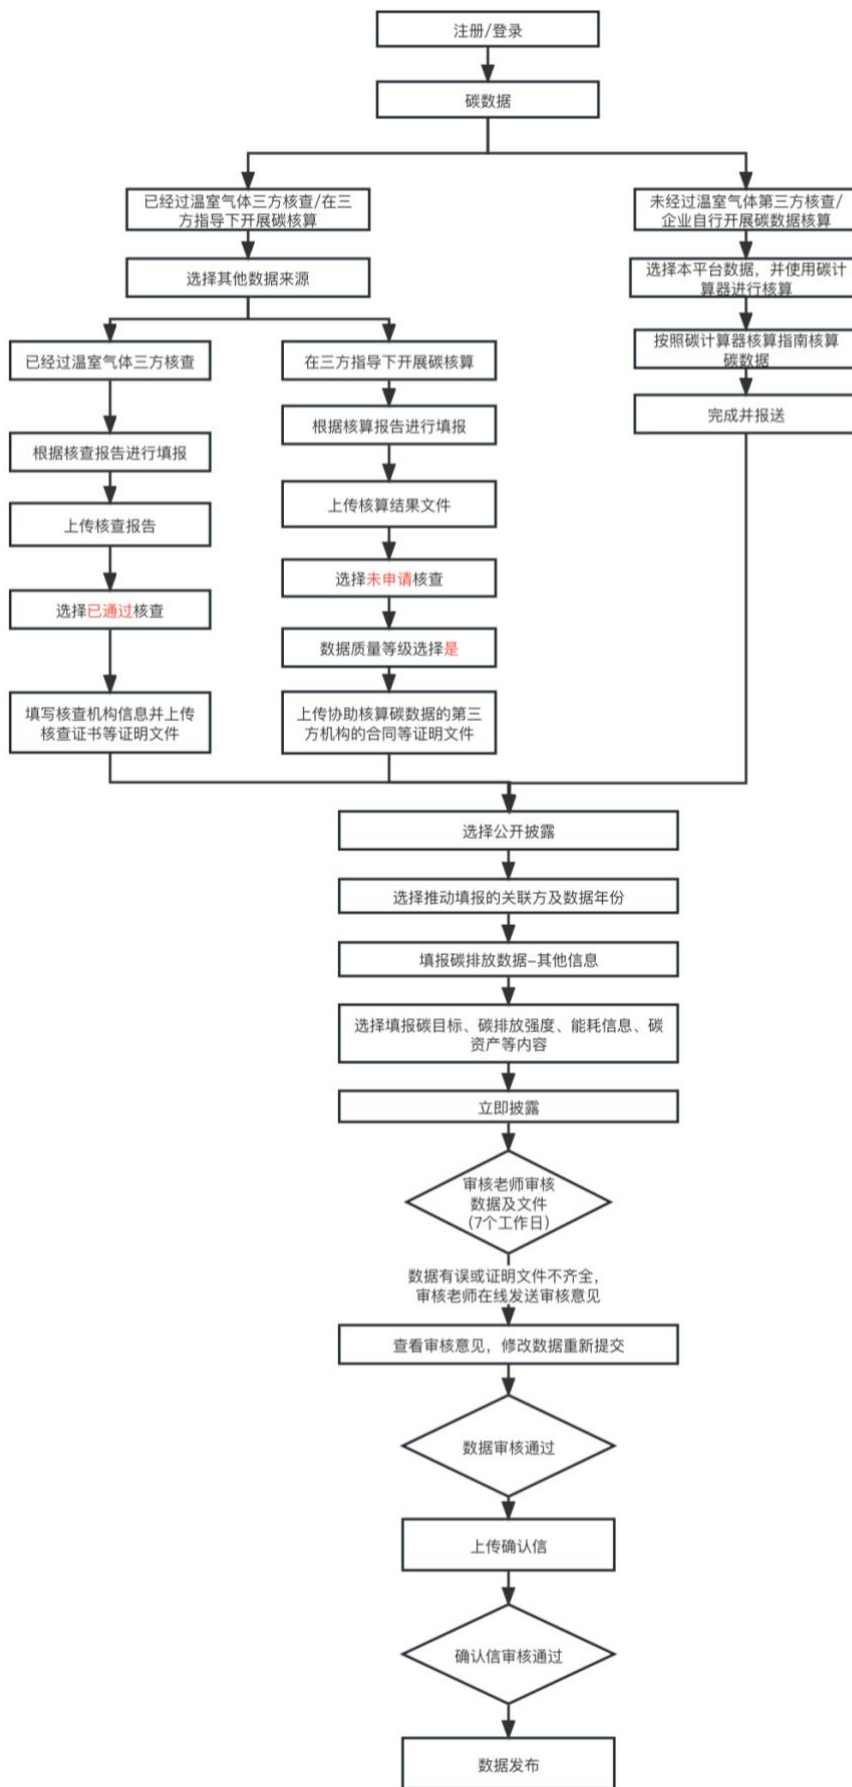 注册/登录
碳数据
已经过温室气体三方核查/在三
方指导下开展碳核算
未经过温室气体第三方核查/
企业自行开展碳数据核算
选择其他数据来源
选择本平台数据，并使用碳计
算器进行核算
已经过温室气体三方核查
在三方指导下开展碳核算
按照碳计算器核算指南核算
碳数据
根据核查报告进行填报
根据核算报告进行填报
完成并报送
上传核查报告
上传核算结果文件
选择已通过核查
选择未申请核查
数据质量等级选择是
填写核查机构信息并上传
核查证书等证明文件
上传协助核算碳数据的第三
方机构的合同等证明文件
选择公开披露
选择推动填报的关联方及数据年份
填报碳排放数据–其他信息
选择填报碳目标、碳排放强度、能耗信息、碳
资产等内容
立即披露
审核老师审核
数据及文件
（7个工作日）
数据有误或证明文件不齐全，
审核老师在线发送审核意见
查看审核意见，修改数据重新提交
数据审核通过
上传确认信
确认信审核通过
数据发布